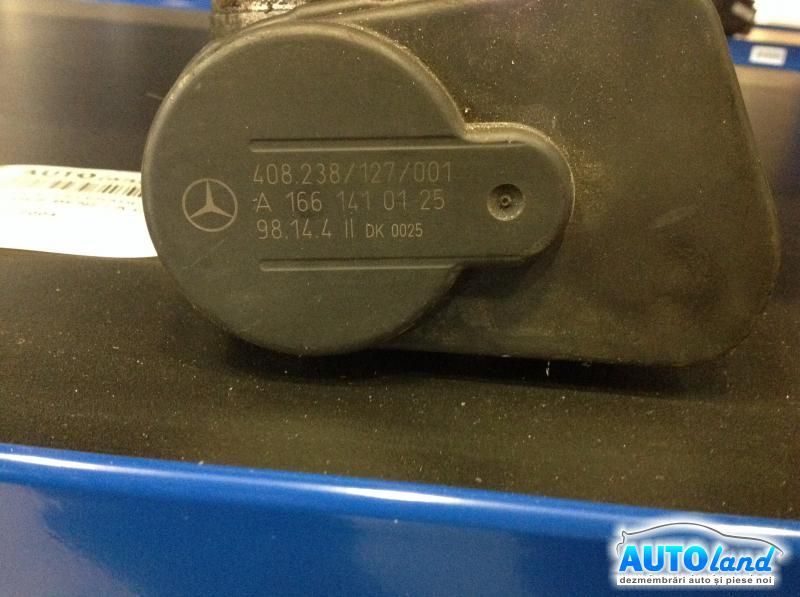 408.238/127/001
A 166 141 01 25
98.14.4 II DK 0025
AUTO
AUTOland
dezmembrări auto și piese noi